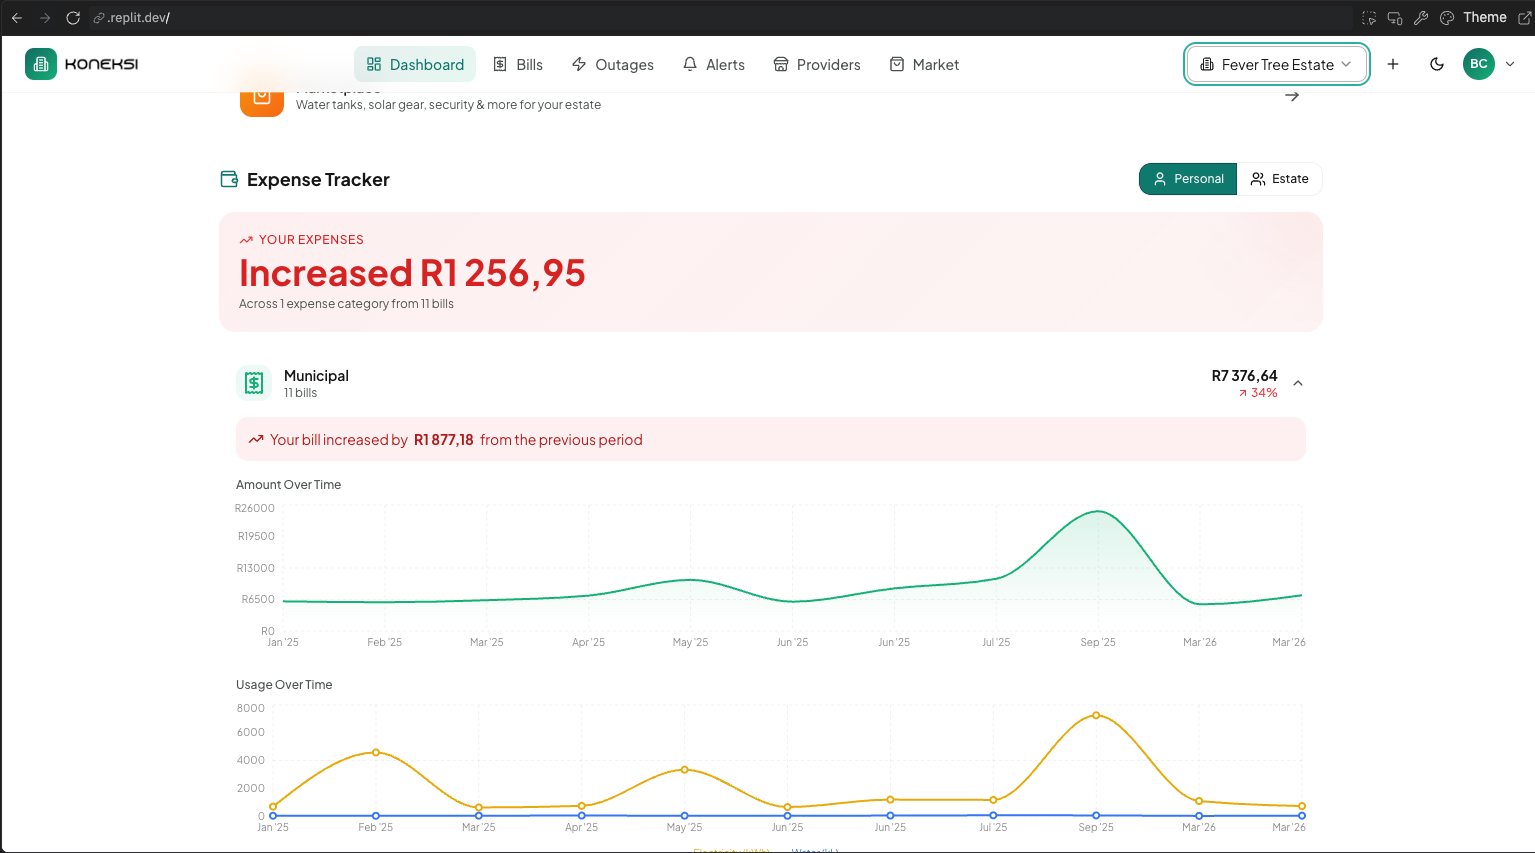 .replit.dev/
Theme
KONEKSI
Dashboard
Bills
Outages
Alerts
Providers
Market
Fever Tree Estate
BC
Water tanks, solar gear, security & more for your estate
Expense Tracker
Personal
Estate
YOUR EXPENSES
Increased R1 256,95
Across 1 expense category from 11 bills
Municipal
11 bills
R7 376,64
34%
Your bill increased by R1 877,18 from the previous period
Amount Over Time
R26000
R19500
R13000
R6500
R0
Jan '25 Feb '25 Mar '25 Apr '25 May '25 Jun '25 Jun '25 Jul '25 Sep '25 Mar '26 Mar '26
Usage Over Time
8000
6000
4000
2000
0
Jan '25 Feb '25 Mar '25 Apr '25 May '25 Jun '25 Jun '25 Jul '25 Sep '25 Mar '26 Mar '26